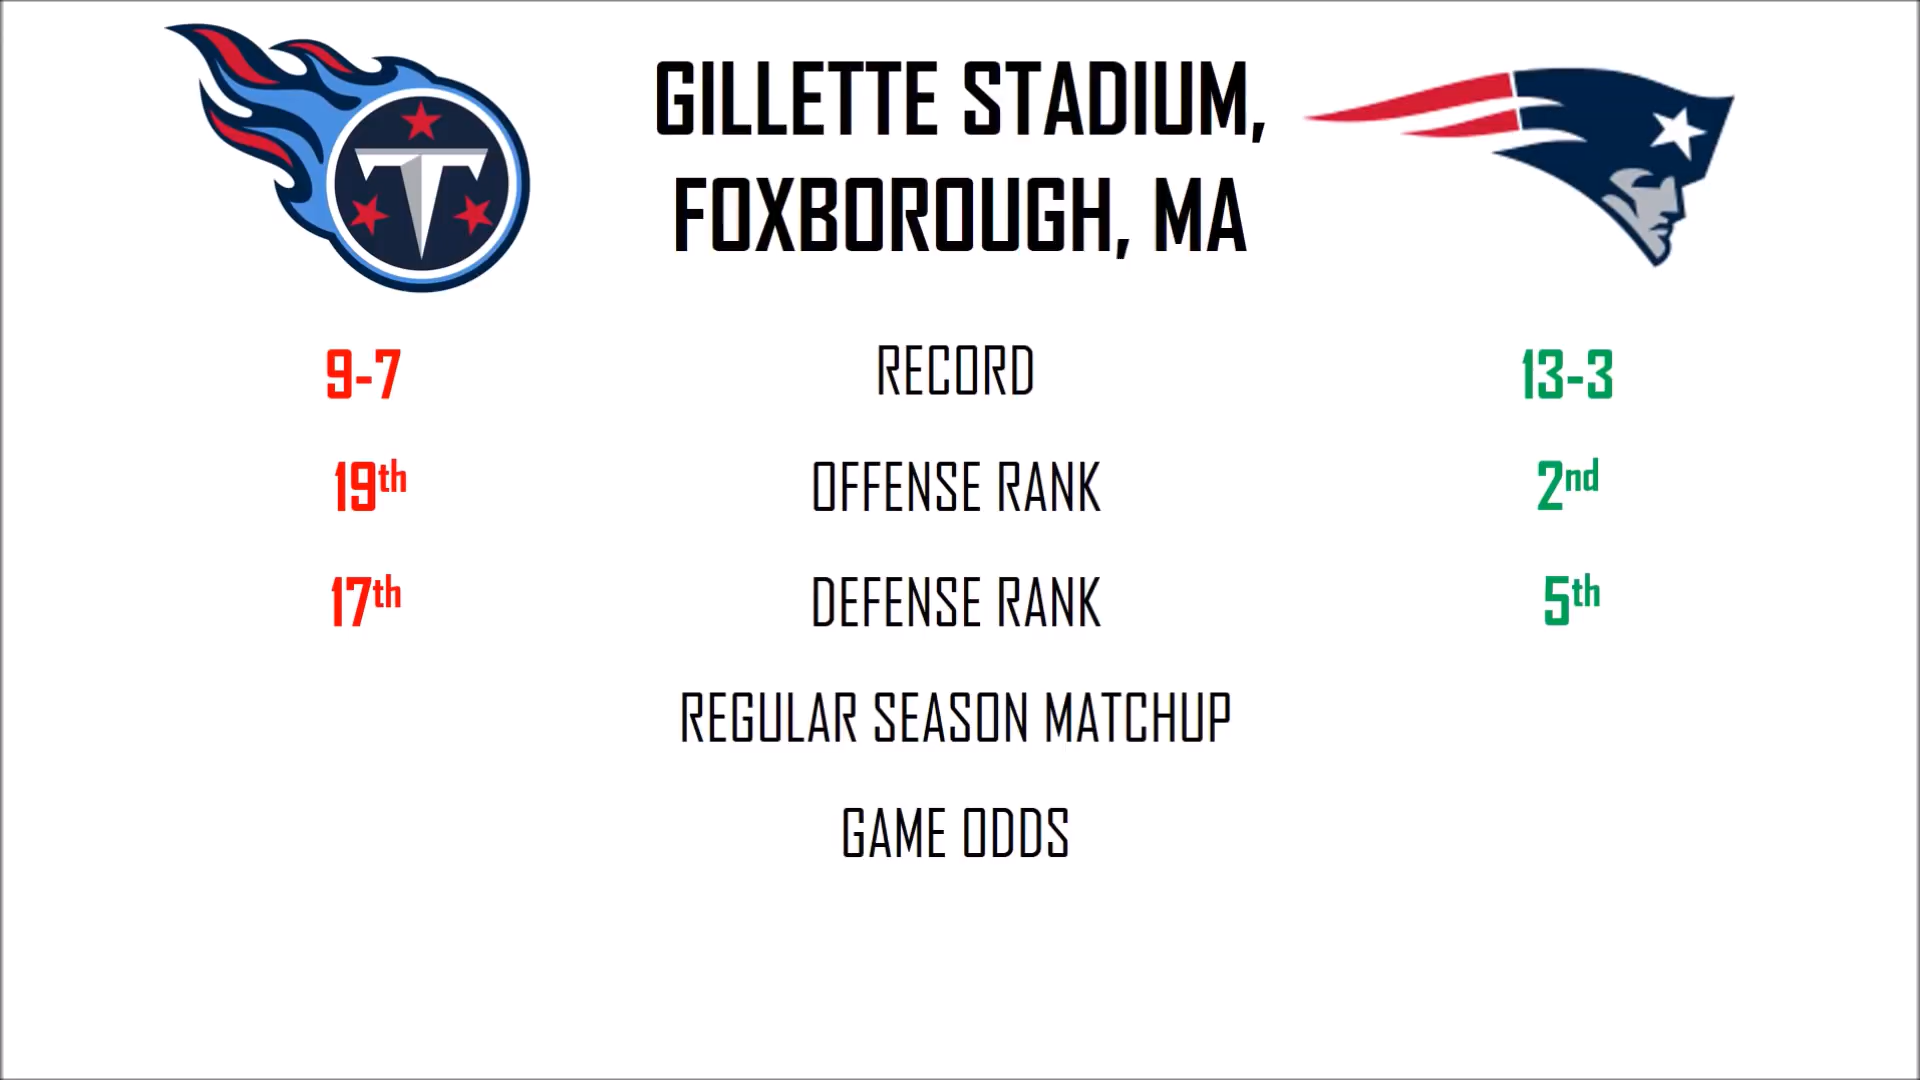 GILLETTE STADIUM,
FOXBOROUGH, MA
T
9-7 RECORD 13-3
19th OFFENSE RANK 2nd
17th DEFENSE RANK 5th
REGULAR SEASON MATCHUP
GAME ODDS